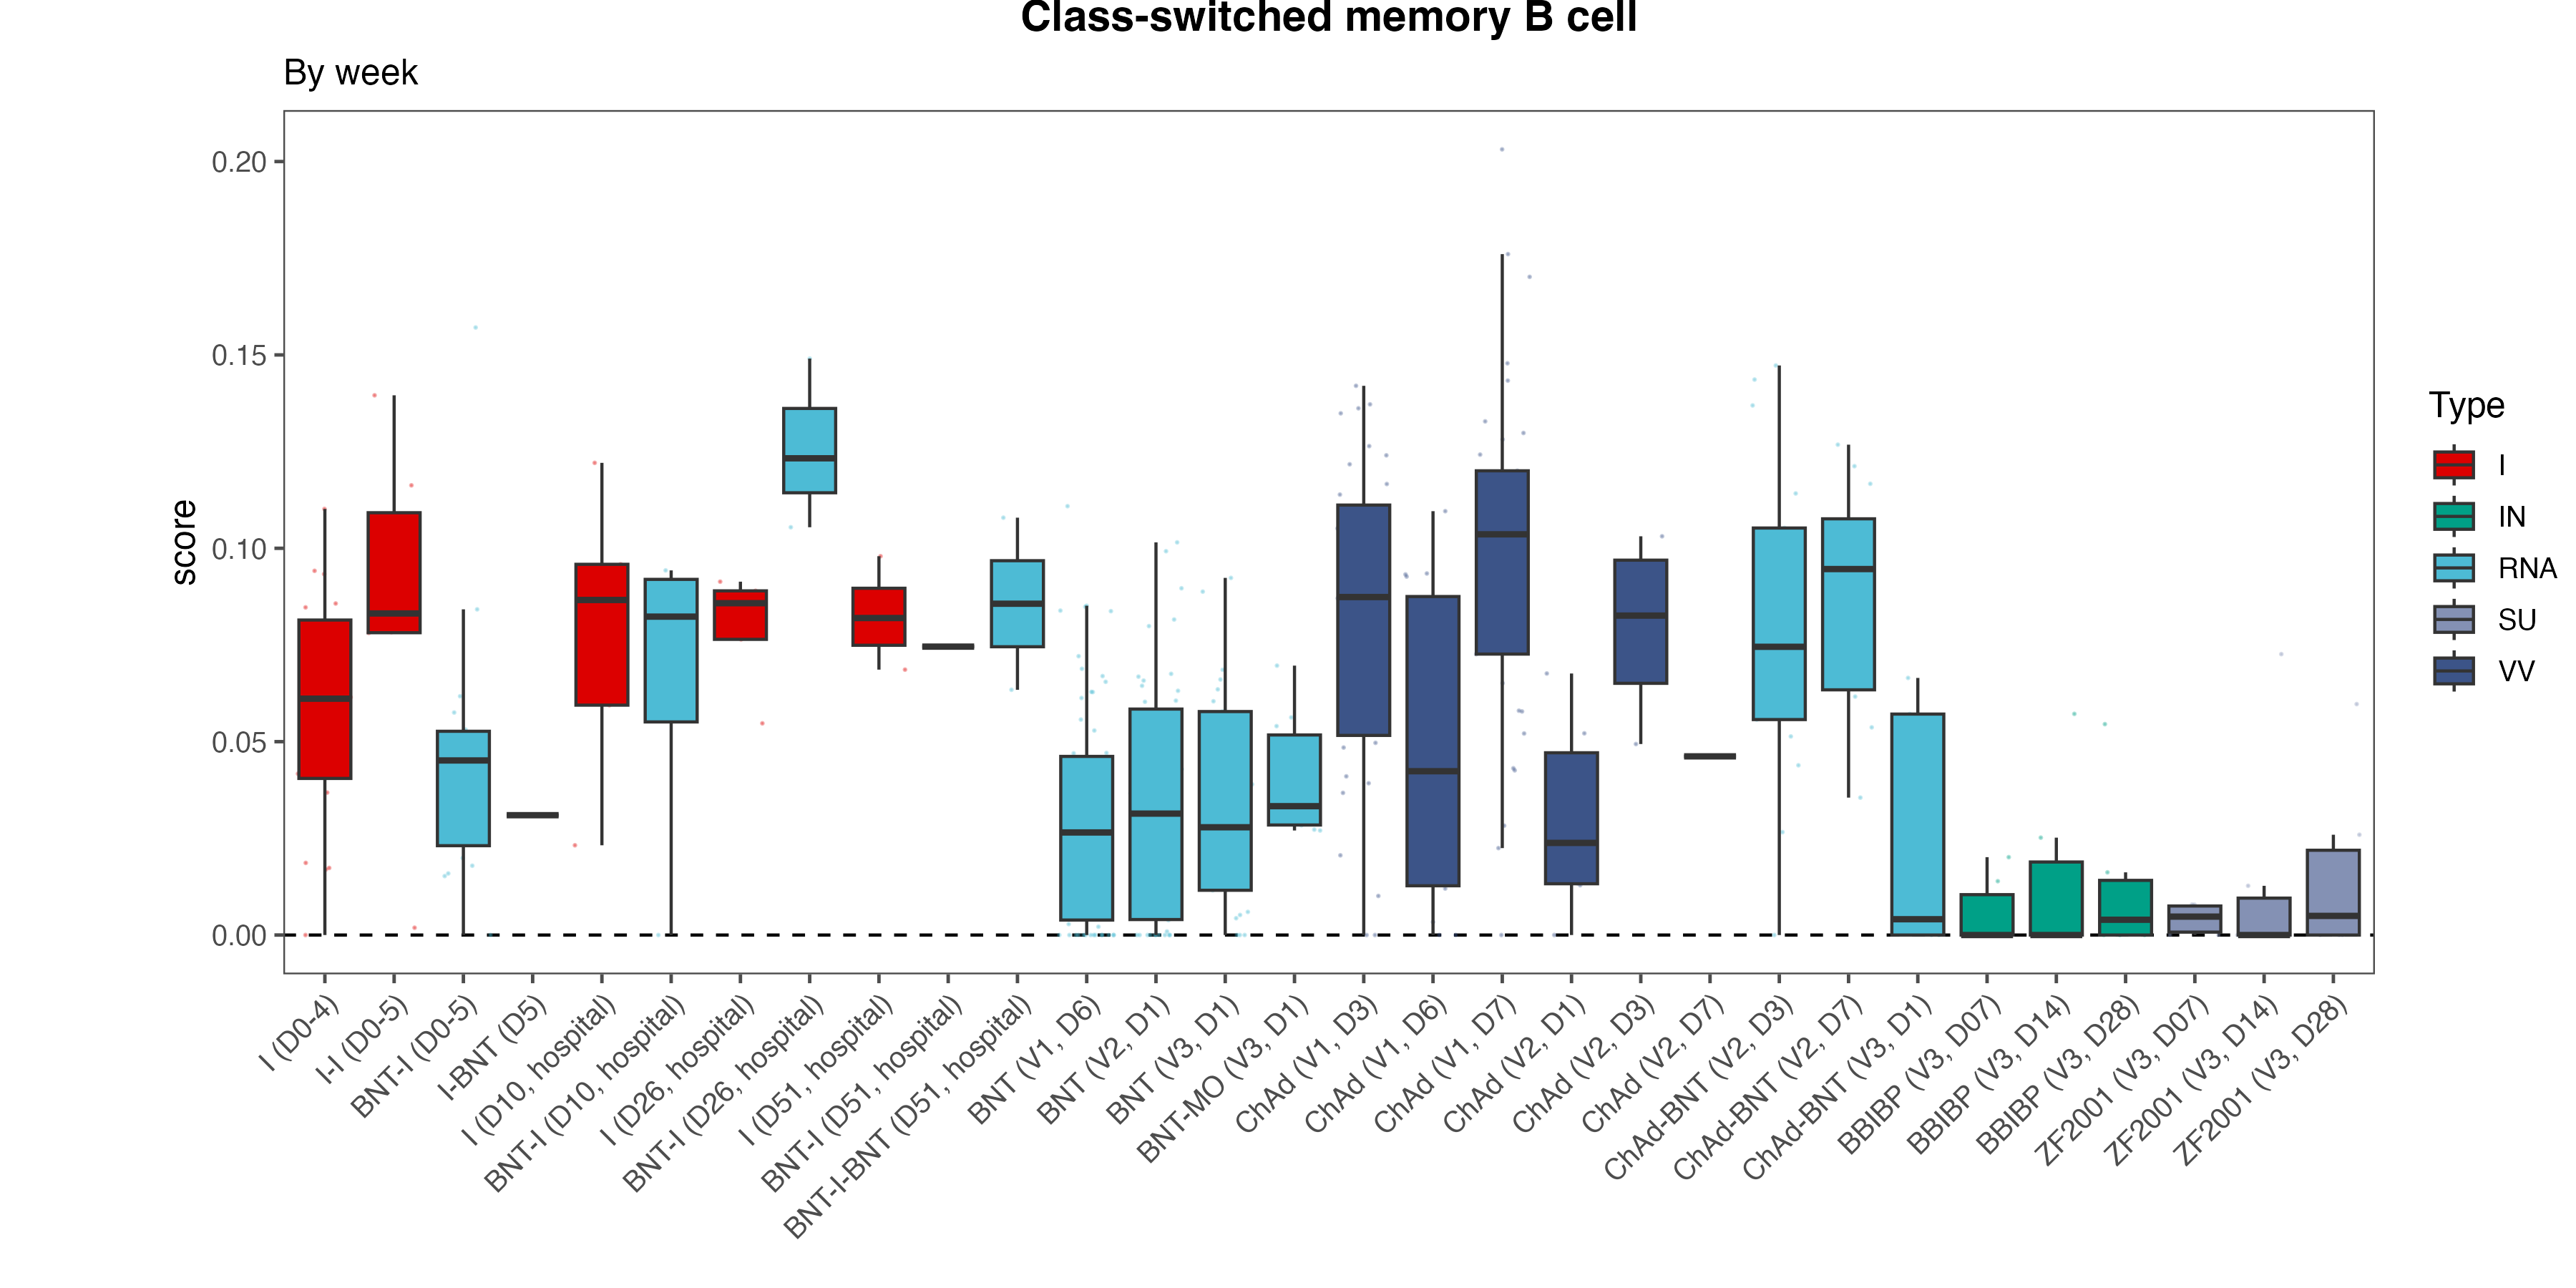 Class-switched memory B cell
By week
score
0.20
0.15
0.10
0.05
0.00
I (D0-4)
I-I (D0-5)
BNT-I (D0-5)
I-BNT (D5)
I (D10, hospital)
BNT-I (D10, hospital)
I (D26, hospital)
BNT-I (D26, hospital)
I (D51, hospital)
BNT-I (D51, hospital)
BNT-I-BNT (D51, hospital)
BNT (V1, D6)
BNT (V2, D1)
BNT (V3, D1)
BNT-MO (V3, D1)
ChAd (V1, D3)
ChAd (V1, D6)
ChAd (V1, D7)
ChAd (V2, D1)
ChAd (V2, D3)
ChAd (V2, D7)
ChAd-BNT (V2, D3)
ChAd-BNT (V2, D7)
ChAd-BNT (V3, D1)
BBIBP (V3, D07)
BBIBP (V3, D14)
BBIBP (V3, D28)
ZF2001 (V3, D07)
ZF2001 (V3, D14)
ZF2001 (V3, D28)
Type
I
IN
RNA
SU
VV